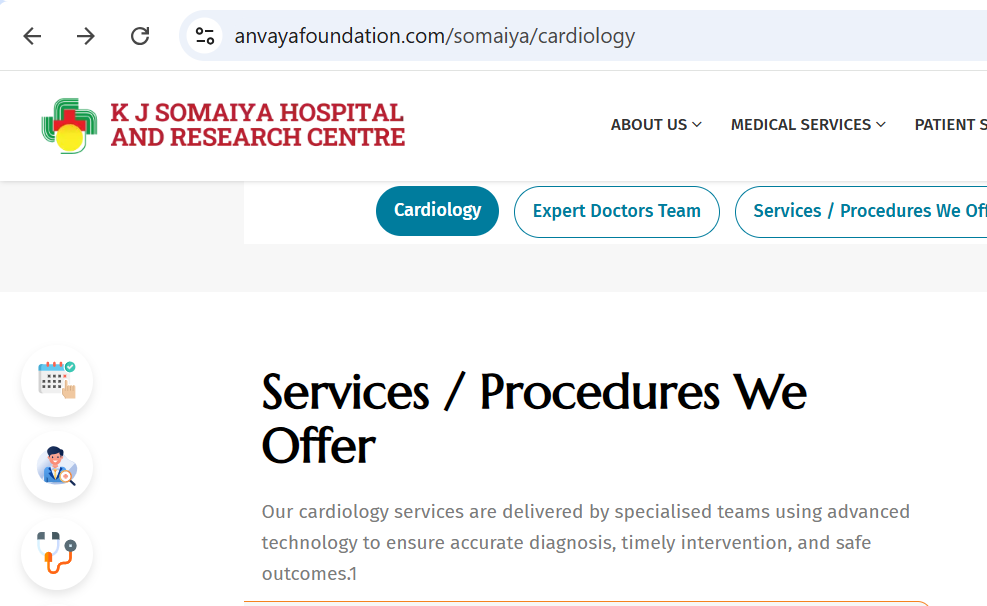 anvayafoundation.com/somaiya/cardiology
K J SOMAIYA HOSPITAL
AND RESEARCH CENTRE
ABOUT US MEDICAL SERVICES PATIENT S
Cardiology Expert Doctors Team Services / Procedures We Off
Services / Procedures We
Offer
Our cardiology services are delivered by specialised teams using advanced
technology to ensure accurate diagnosis, timely intervention, and safe
outcomes.1